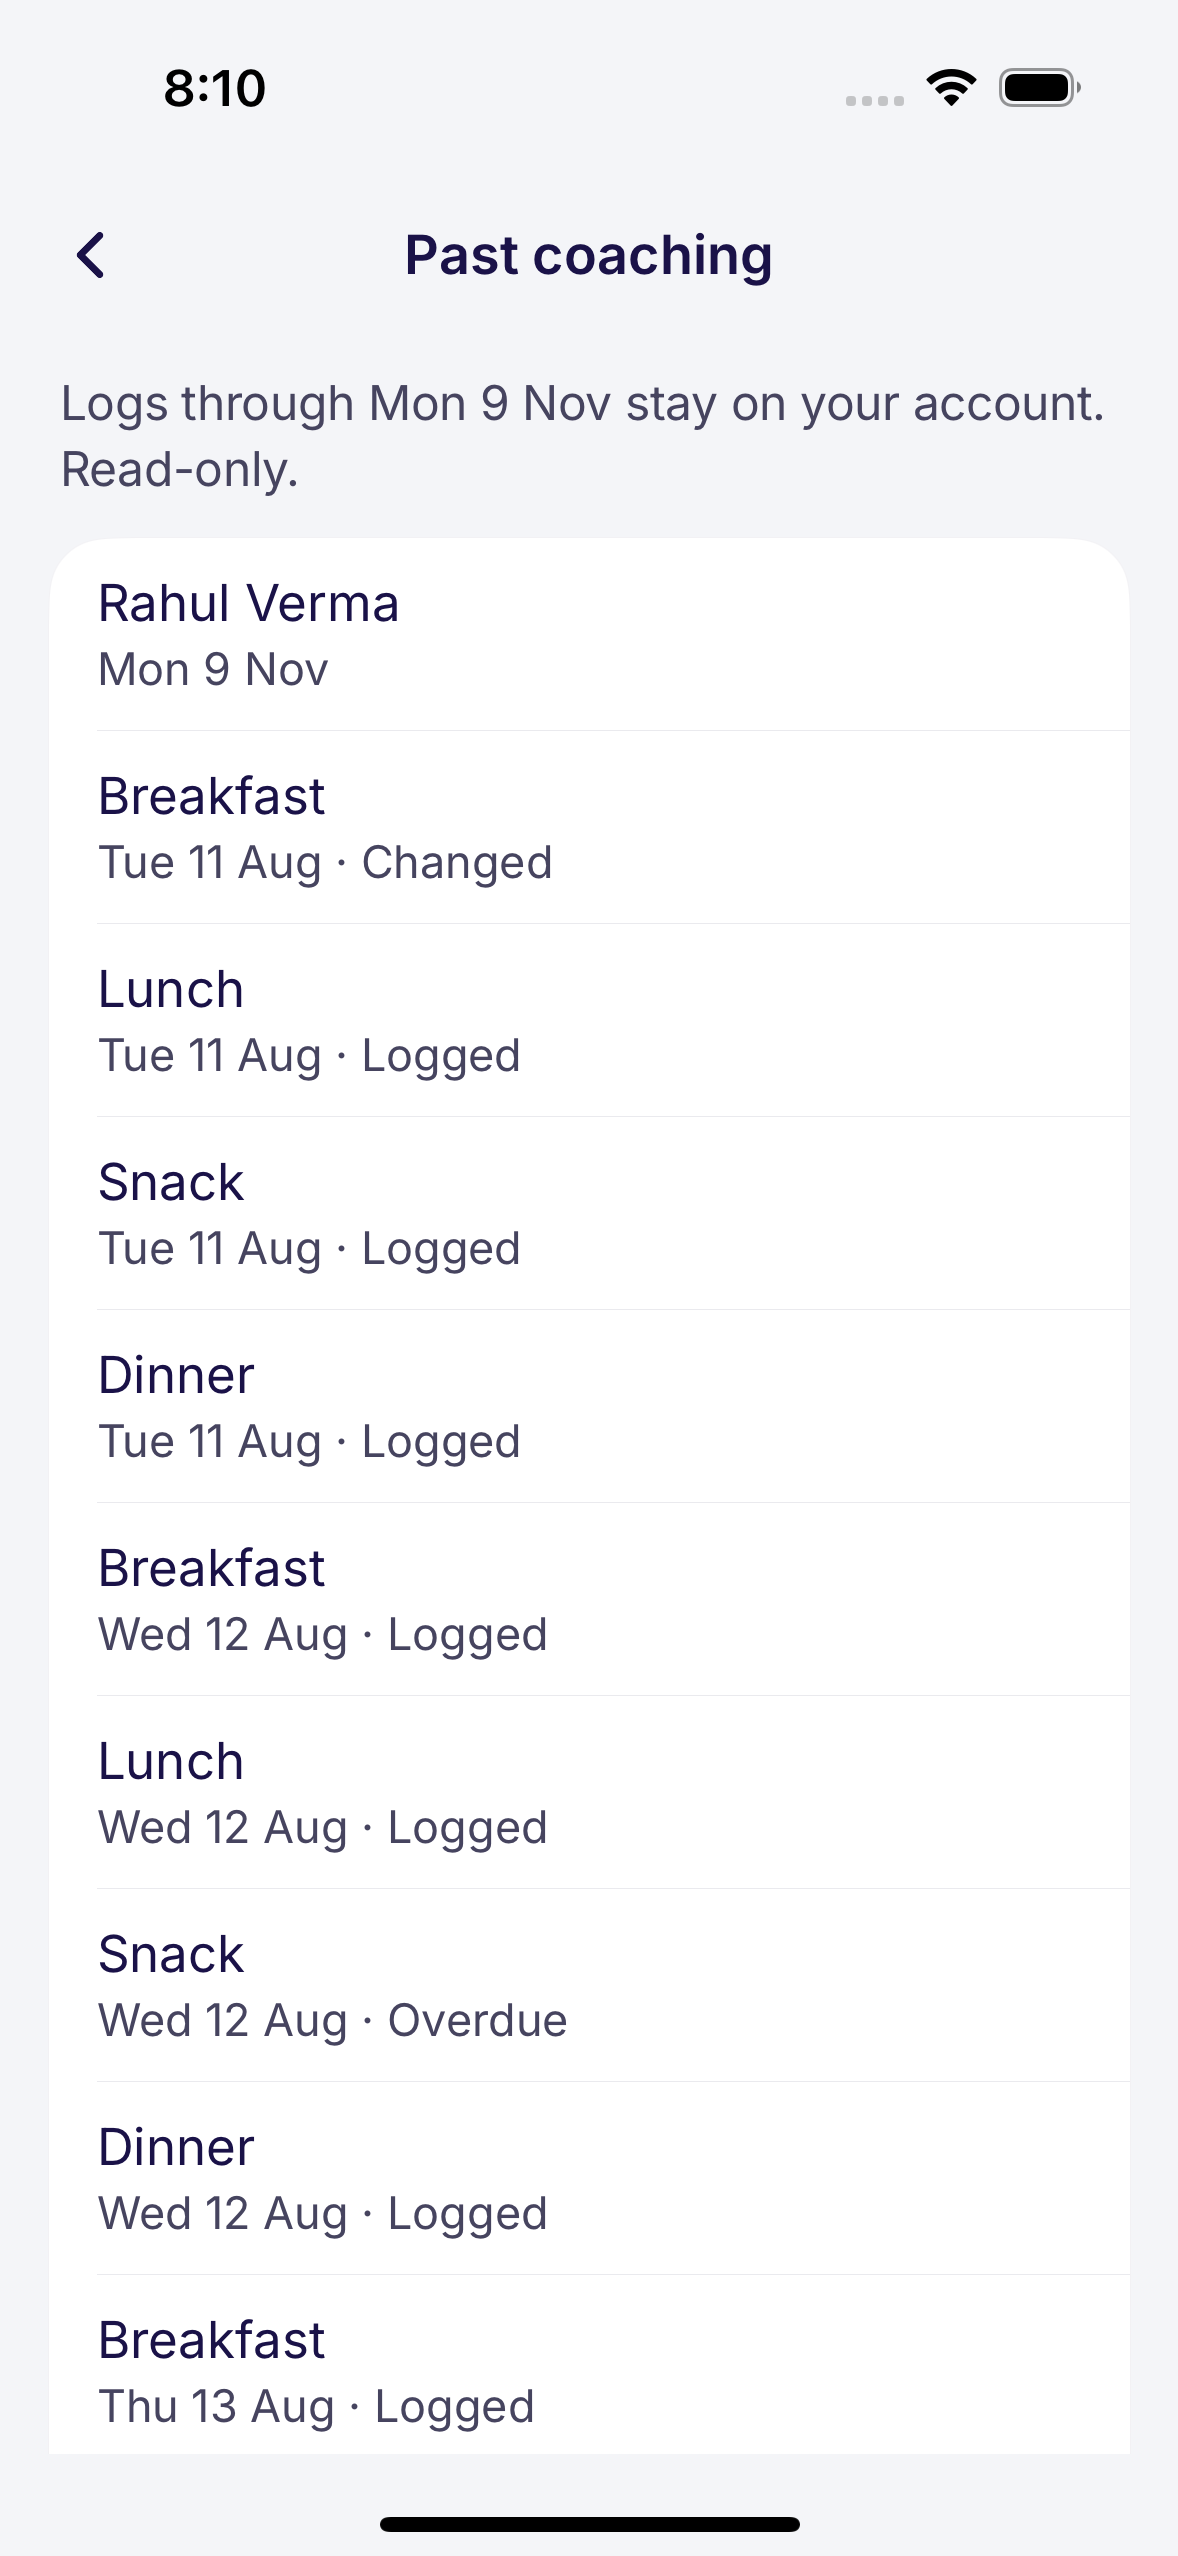 8:10
Past coaching
Logs through Mon 9 Nov stay on your account.
Read-only.
Rahul Verma
Mon 9 Nov
Breakfast
Tue 11 Aug · Changed
Lunch
Tue 11 Aug · Logged
Snack
Tue 11 Aug · Logged
Dinner
Tue 11 Aug · Logged
Breakfast
Wed 12 Aug · Logged
Lunch
Wed 12 Aug · Logged
Snack
Wed 12 Aug · Overdue
Dinner
Wed 12 Aug · Logged
Breakfast
Thu 13 Aug · Logged